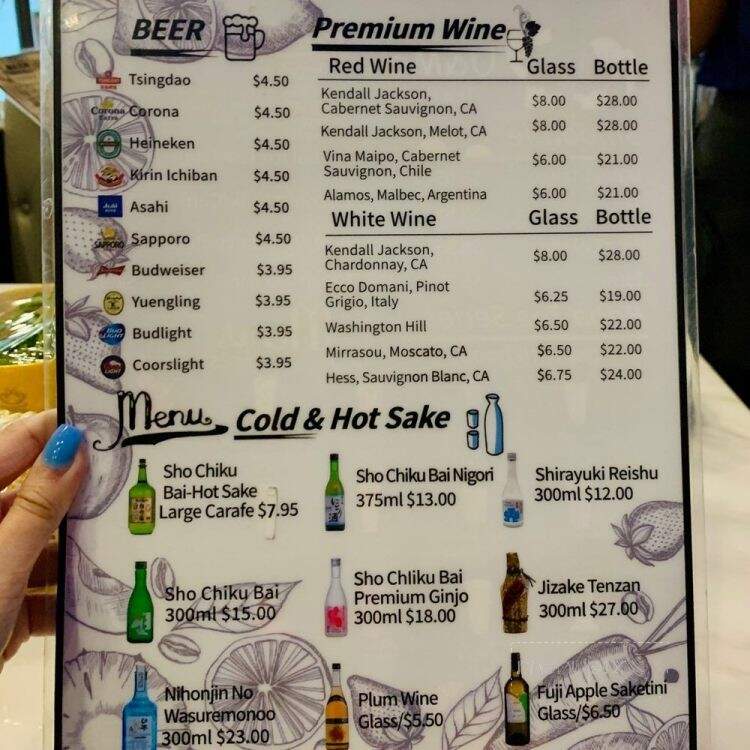 BEER
Tsingdao $4.50
Corona Extra Corona $4.50
Heineken $4.50
Kirin Ichiban $4.50
Asahi Asahi $4.50
SAPPORO Sapporo $4.50
Budweiser $3.95
Yuengling $3.95
BUD LIGHT Budlight $3.95
LIGHT Coorslight $3.95
Premium Wine
Red Wine Glass Bottle
Kendall Jackson,
Cabernet Sauvignon, CA $8.00 $28.00
Kendall Jackson, Melot, CA $8.00 $28.00
Vina Maipo, Cabernet
Sauvignon, Chile $6.00 $21.00
Alamos, Malbec, Argentina $6.00 $21.00
White Wine Glass Bottle
Kendall Jackson,
Chardonnay, CA $8.00 $28.00
Ecco Domani, Pinot
Grigio, Italy $6.25 $19.00
Washington Hill $6.50 $22.00
Mirrasou, Moscato, CA $6.50 $22.00
Hess, Sauvignon Blanc, CA $6.75 $24.00
Menu Cold & Hot Sake
Sho Chiku
Bai-Hot Sake
Large Carafe $7.95
Sho Chiku Bai Nigori
375ml $13.00
Shirayuki Reishu
300ml $12.00
Sho Chiku Bai
300ml $15.00
Sho Chliku Bai
Premium Ginjo
300ml $18.00
Jizake Tenzan
300ml $27.00
Nihonjin No
Wasuremonoo
300ml $23.00
Plum Wine
Glass/$5.50
Fuji Apple Saketini
Glass/$6.50